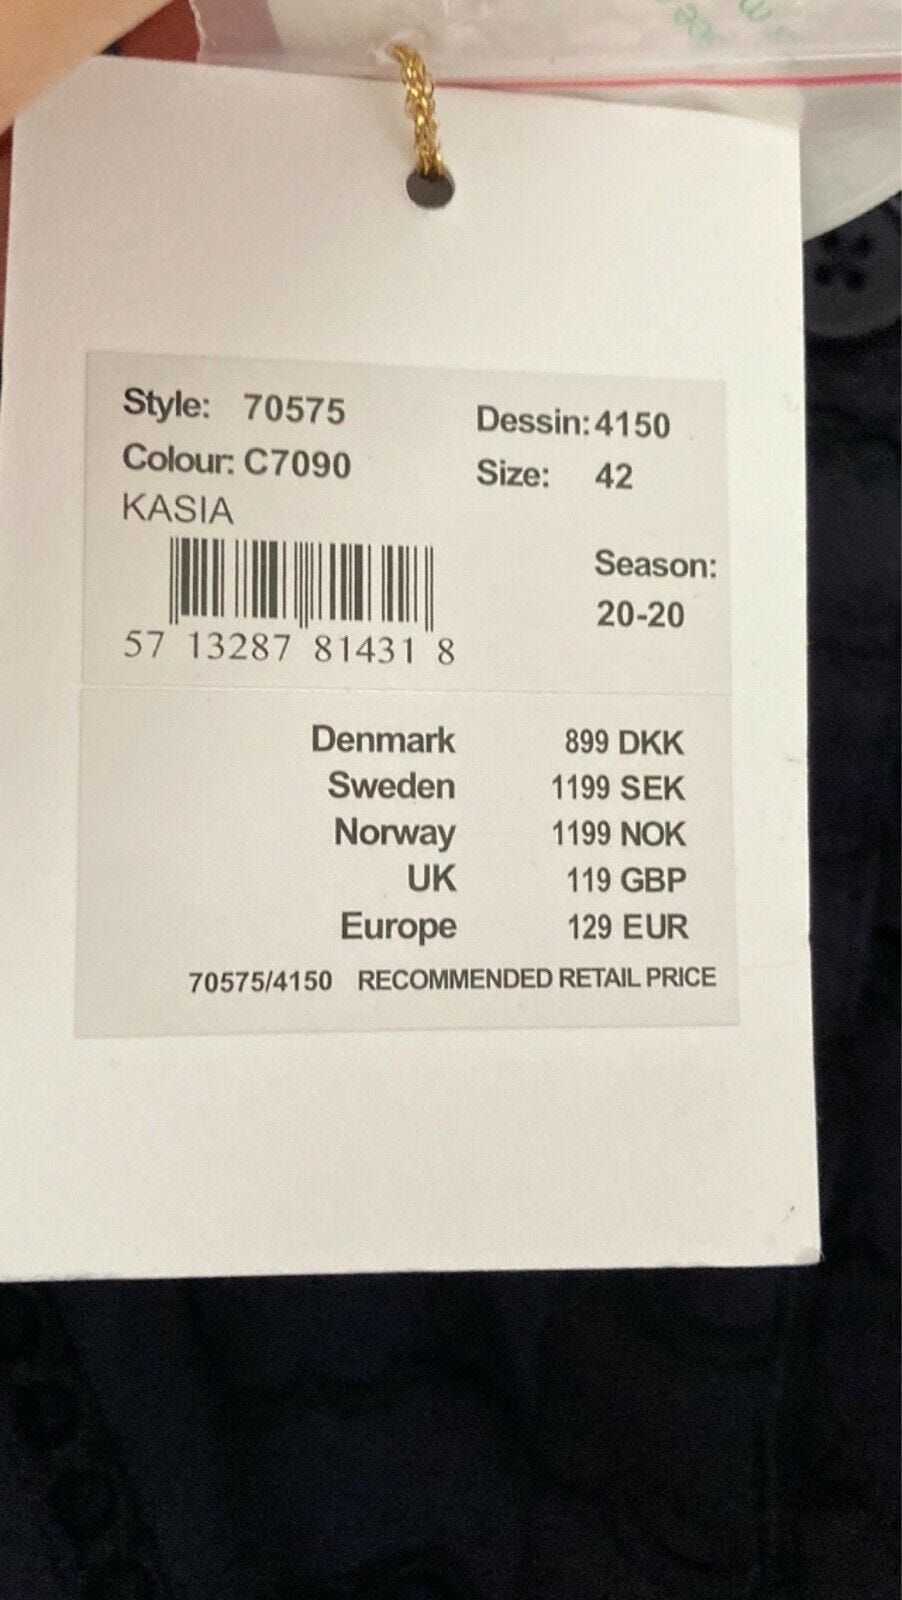 Style: 70575 Dessin: 4150
Colour: C7090 Size: 42
KASIA
Season:
20-20
57 13287 81431 8
Denmark 899 DKK
Sweden 1199 SEK
Norway 1199 NOK
UK 119 GBP
Europe 129 EUR
70575/4150 RECOMMENDED RETAIL PRICE